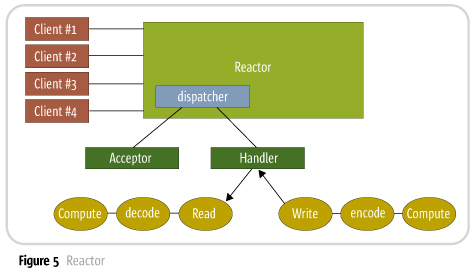 Client #1
Client #2
Client #3
Client #4
Reactor
dispatcher
Acceptor
Handler
Compute
decode
Read
Write
encode
Compute
Figure 5 Reactor